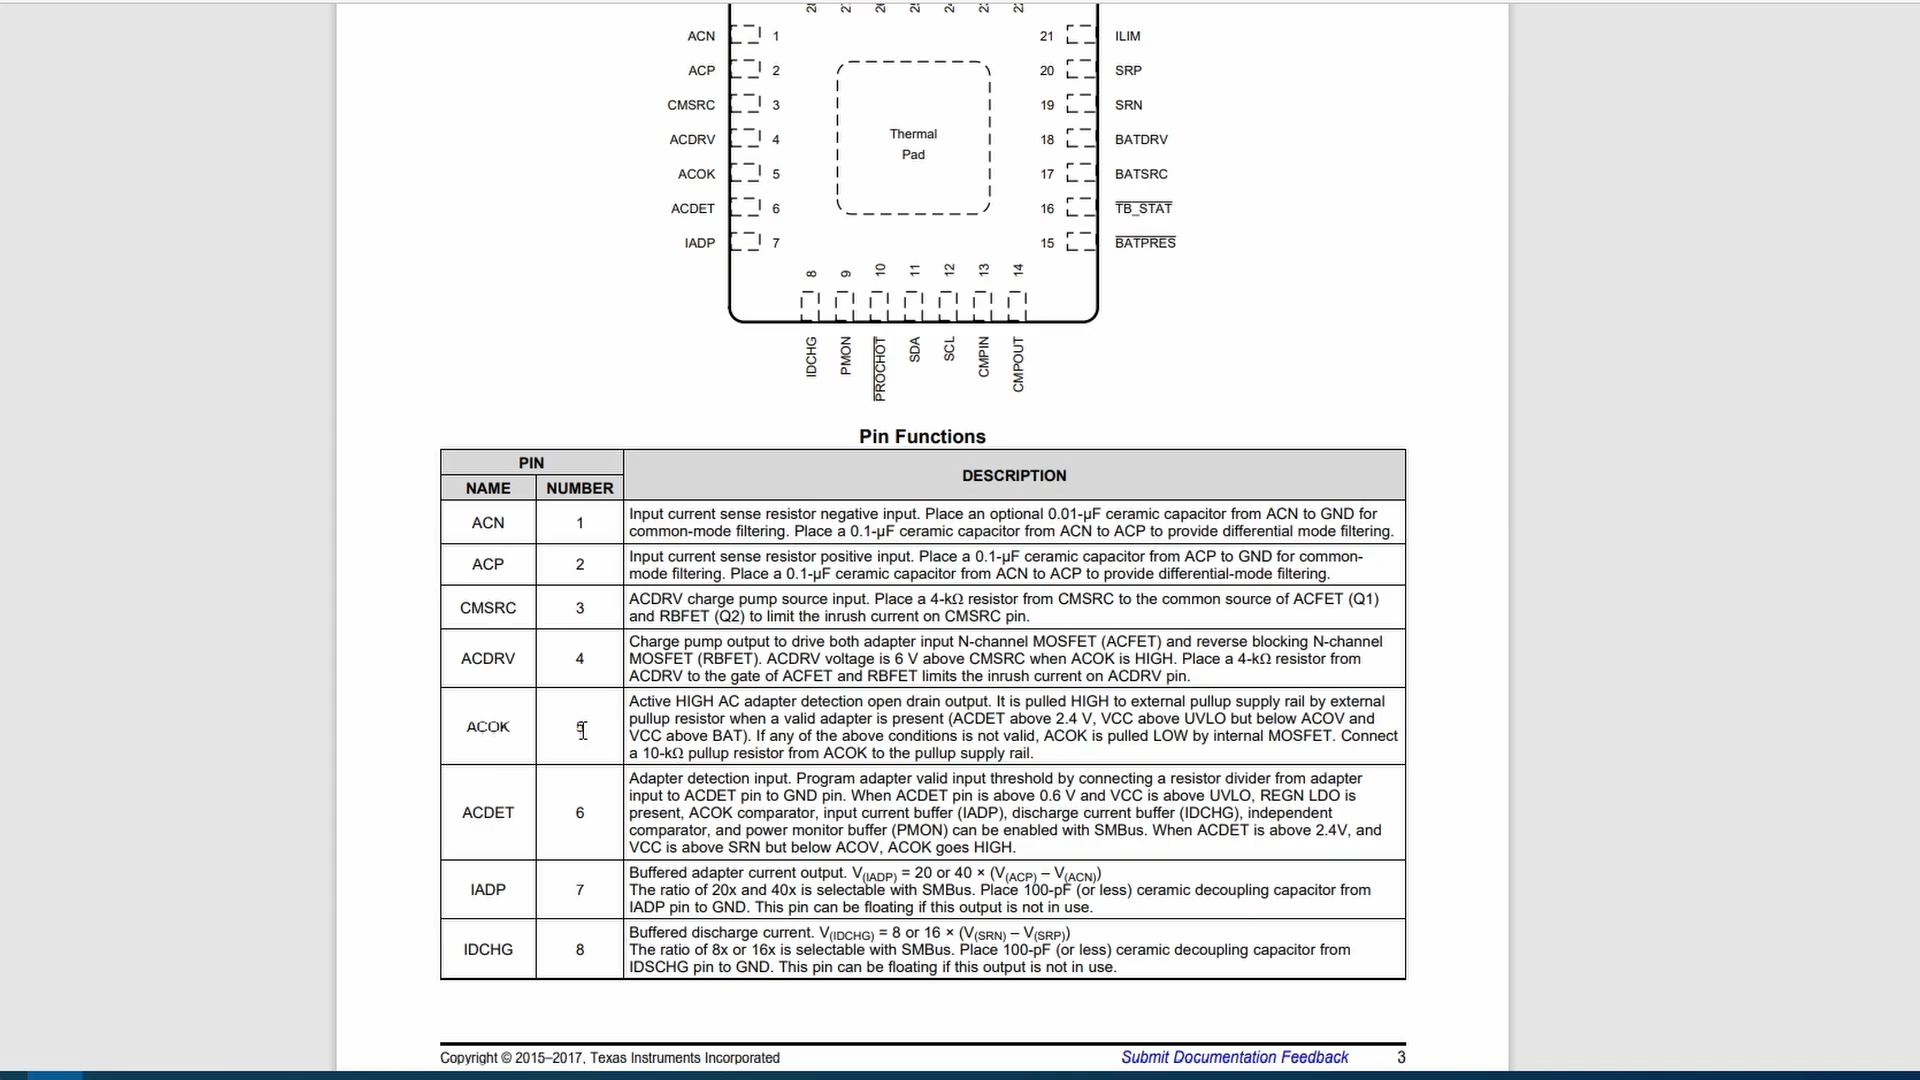 28 27 26 25 24 23 22
ACN 1 21 ILIM
ACP 2 20 SRP
CMSRC 3 19 SRN
ACDRV 4 Thermal 18 BATDRV
Pad
ACOK 5 17 BATSRC
ACDET 6 16 TB_STAT
IADP 7 15 BATPRES
8 9 10 11 12 13 14
IDCHG PMON PROCHOT SDA SCL CMPIN CMPOUT
Pin Functions
PIN
DESCRIPTION
NAME NUMBER
ACN 1
Input current sense resistor negative input. Place an optional 0.01-µF ceramic capacitor from ACN to GND for
common-mode filtering. Place a 0.1-µF ceramic capacitor from ACN to ACP to provide differential mode filtering.
ACP 2
Input current sense resistor positive input. Place a 0.1-µF ceramic capacitor from ACP to GND for common-
mode filtering. Place a 0.1-µF ceramic capacitor from ACN to ACP to provide differential-mode filtering.
CMSRC 3
ACDRV charge pump source input. Place a 4-kΩ resistor from CMSRC to the common source of ACFET (Q1)
and RBFET (Q2) to limit the inrush current on CMSRC pin.
ACDRV 4
Charge pump output to drive both adapter input N-channel MOSFET (ACFET) and reverse blocking N-channel
MOSFET (RBFET). ACDRV voltage is 6 V above CMSRC when ACOK is HIGH. Place a 4-kΩ resistor from
ACDRV to the gate of ACFET and RBFET limits the inrush current on ACDRV pin.
ACOK 5
Active HIGH AC adapter detection open drain output. It is pulled HIGH to external pullup supply rail by external
pullup resistor when a valid adapter is present (ACDET above 2.4 V, VCC above UVLO but below ACOV and
VCC above BAT). If any of the above conditions is not valid, ACOK is pulled LOW by internal MOSFET. Connect
a 10-kΩ pullup resistor from ACOK to the pullup supply rail.
ACDET 6
Adapter detection input. Program adapter valid input threshold by connecting a resistor divider from adapter
input to ACDET pin to GND pin. When ACDET pin is above 0.6 V and VCC is above UVLO, REGN LDO is
present, ACOK comparator, input current buffer (IADP), discharge current buffer (IDCHG), independent
comparator, and power monitor buffer (PMON) can be enabled with SMBus. When ACDET is above 2.4V, and
VCC is above SRN but below ACOV, ACOK goes HIGH.
IADP 7
Buffered adapter current output. V(IADP) = 20 or 40 × (V(ACP) – V(ACN))
The ratio of 20x and 40x is selectable with SMBus. Place 100-pF (or less) ceramic decoupling capacitor from
IADP pin to GND. This pin can be floating if this output is not in use.
IDCHG 8
Buffered discharge current. V(IDCHG) = 8 or 16 × (V(SRN) – V(SRP))
The ratio of 8x or 16x is selectable with SMBus. Place 100-pF (or less) ceramic decoupling capacitor from
IDSCHG pin to GND. This pin can be floating if this output is not in use.
Copyright © 2015–2017, Texas Instruments Incorporated Submit Documentation Feedback 3